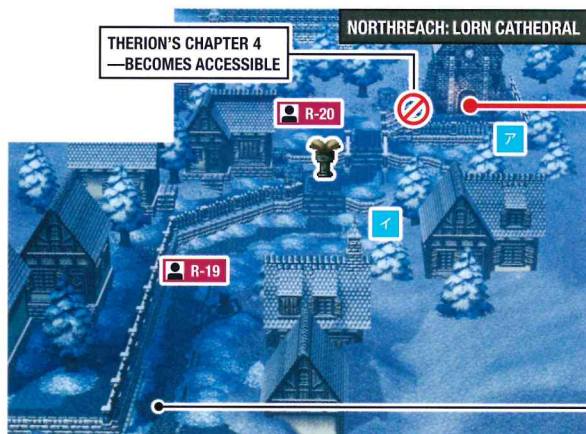 NORTHREACH: LORN CATHEDRAL
THERION'S CHAPTER 4
—BECOMES ACCESSIBLE
R-20
ア
イ
R-19